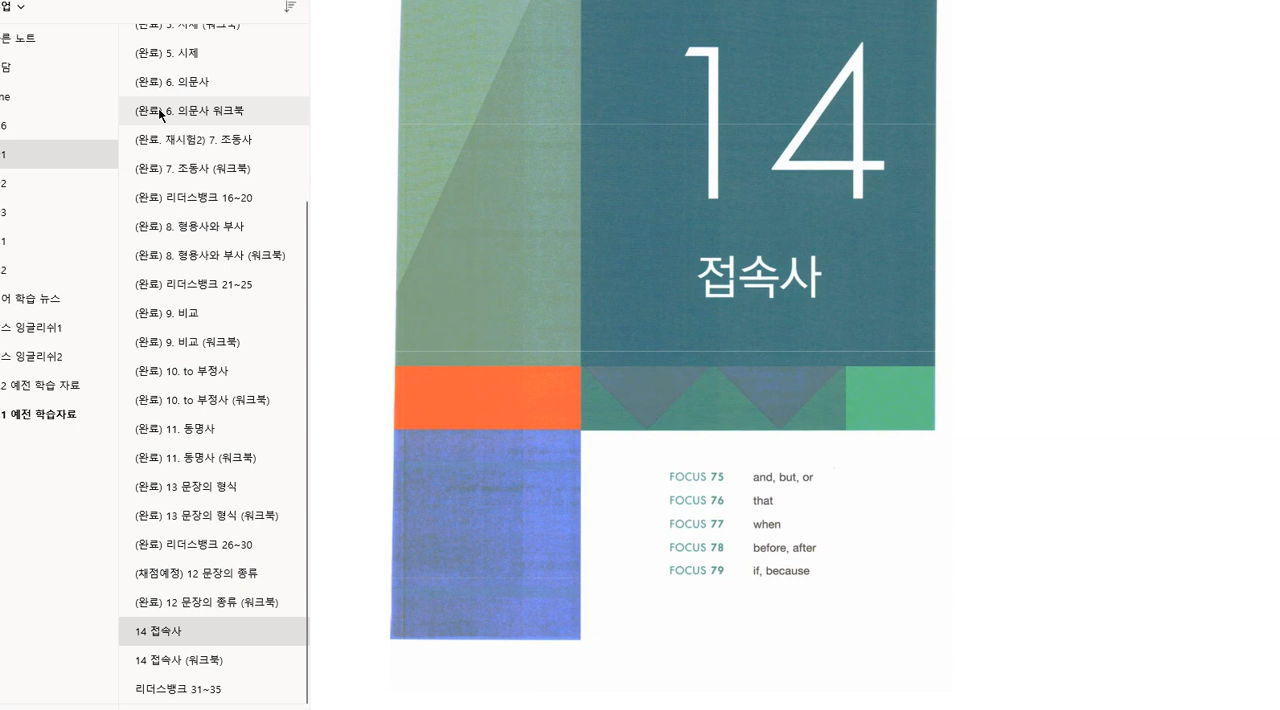 업
른 노트
담
me
6
1
2
3
1
2
어 학습 뉴스
스 잉글리쉬1
스 잉글리쉬2
2 예전 학습 자료
1 예전 학습자료
(완료) 5. 시제 (워크북)
(완료) 5. 시제
(완료) 6. 의문사
(완료) 6. 의문사 워크북
(완료. 재시험2) 7. 조동사
(완료) 7. 조동사 (워크북)
(완료) 리더스뱅크 16~20
(완료) 8. 형용사와 부사
(완료) 8. 형용사와 부사 (워크북)
(완료) 리더스뱅크 21~25
(완료) 9. 비교
(완료) 9. 비교 (워크북)
(완료) 10. to 부정사
(완료) 10. to 부정사 (워크북)
(완료) 11. 동명사
(완료) 11. 동명사 (워크북)
(완료) 13 문장의 형식
(완료) 13 문장의 형식 (워크북)
(완료) 리더스뱅크 26~30
(채점예정) 12 문장의 종류
(완료) 12 문장의 종류 (워크북)
14 접속사
14 접속사 (워크북)
리더스뱅크 31~35
14
접속사
FOCUS 75 and, but, or
FOCUS 76 that
FOCUS 77 when
FOCUS 78 before, after
FOCUS 79 if, because